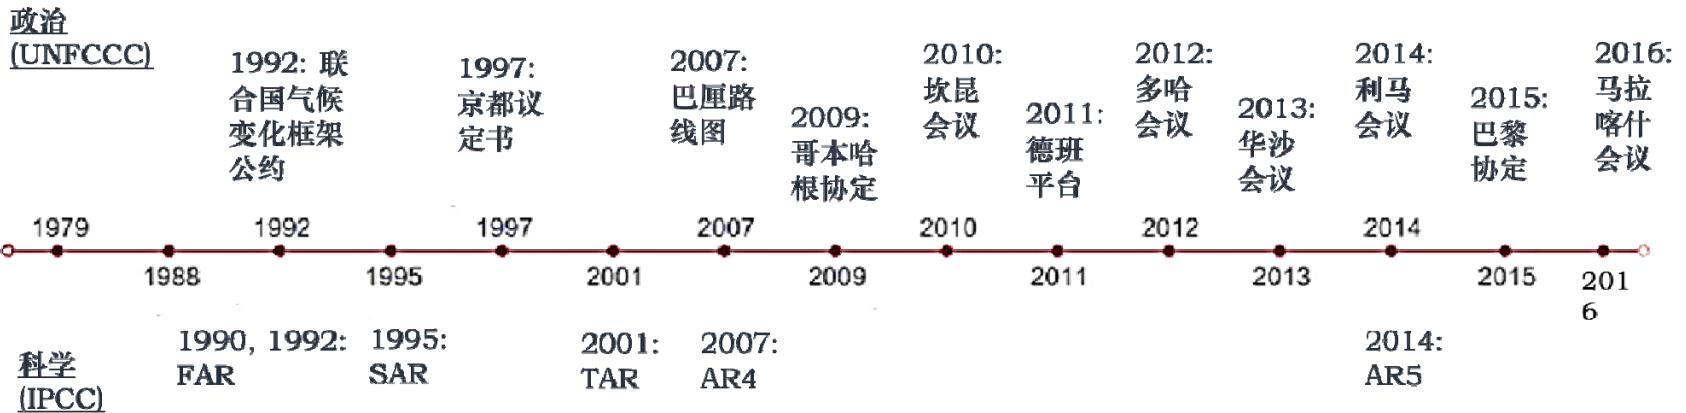 政治
(UNFCCC)
1992: 联
合国气候
变化框架
公约
1997:
京都议
定书
2007:
巴厘路
线图
2009:
哥本哈
根协定
2010:
坎昆
会议
2011:
德班
平台
2012:
多哈
会议
2013:
华沙
会议
2014:
利马
会议
2015:
巴黎
协定
2016:
马拉
喀什
会议
1979
1992
1997
2007
2010
2012
2014
1988
1995
2001
2009
2011
2013
2015
201
6
科学
(IPCC)
1990, 1992:
FAR
1995:
SAR
2001:
TAR
2007:
AR4
2014:
AR5